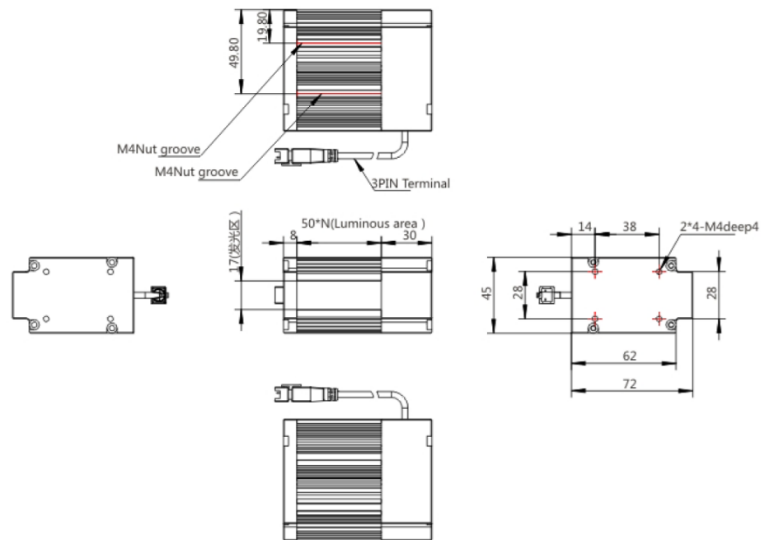 19.80
49.80
M4Nut groove
M4Nut groove
3PIN Terminal
50*N(Luminous area )
8
30
17(发光区)
14
38
2*4-M4deep4
45
28
28
62
72